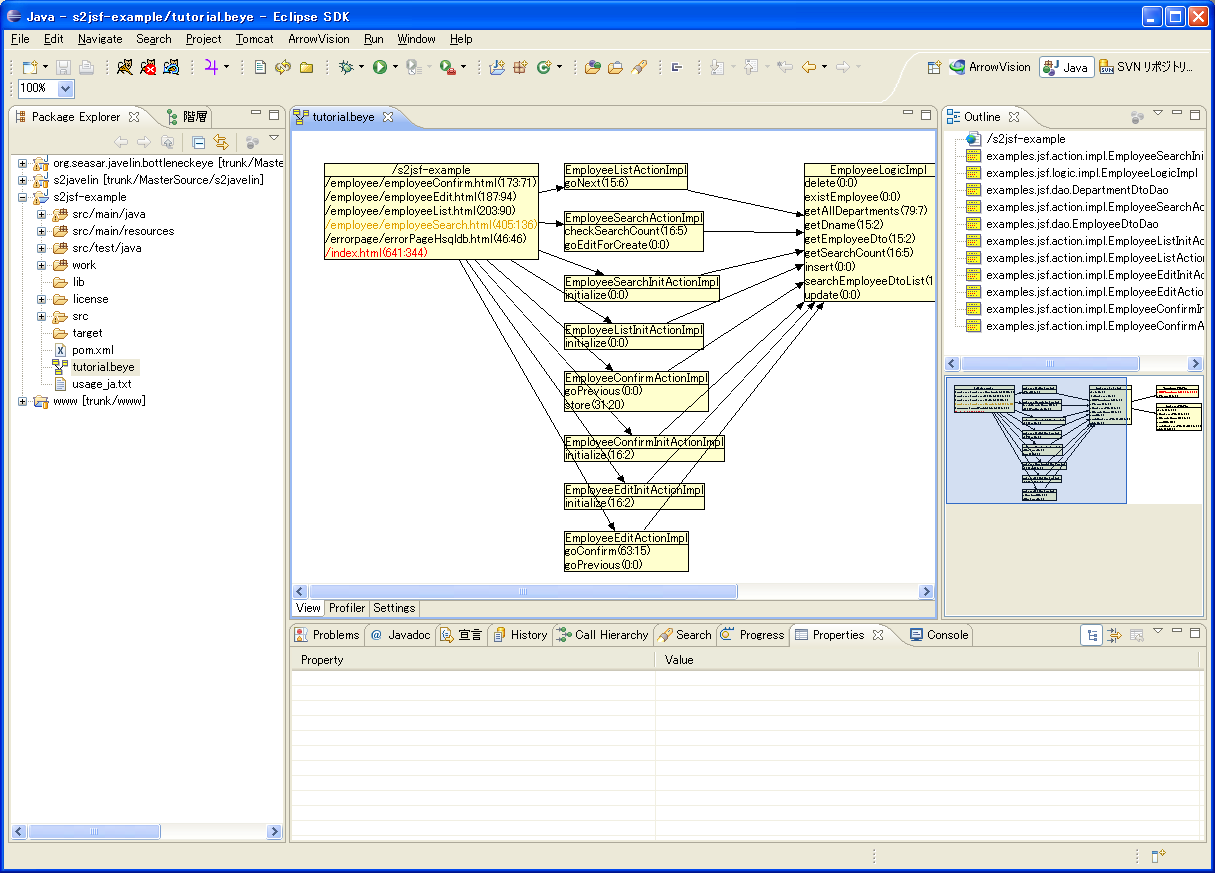 Java - s2jsf-example/tutorial.beye - Eclipse SDK
File Edit Navigate Search Project Tomcat ArrowVision Run Window Help
ArrowVision Java SVN リポジトリ...
100%
Package Explorer 階層
org.seasar.javelin.bottleneckeye [trunk/Maste
s2javelin [trunk/MasterSource/s2javelin]
s2jsf-example
src/main/java
src/main/resources
src/test/java
work
lib
license
src
target
pom.xml
tutorial.beye
usage_ja.txt
www [trunk/www]
tutorial.beye
/s2jsf-example
/employee/employeeConfirm.html(173:71)
/employee/employeeEdit.html(187:94)
/employee/employeeList.html(203:90)
/employee/employeeSearch.html(405:136)
/errorpage/errorPageHsqldb.html(46:46)
/index.html(641:344)
EmployeeListActionImpl
goNext(15:6)
EmployeeSearchActionImpl
checkSearchCount(16:5)
goEditForCreate(0:0)
EmployeeSearchInitActionImpl
initialize(0:0)
EmployeeListInitActionImpl
initialize(0:0)
EmployeeConfirmActionImpl
goPrevious(0:0)
store(31:20)
EmployeeConfirmInitActionImpl
initialize(16:2)
EmployeeEditInitActionImpl
initialize(16:2)
EmployeeEditActionImpl
goConfirm(63:15)
goPrevious(0:0)
EmployeeLogicImpl
delete(0:0)
existEmployee(0:0)
getAllDepartments(79:7)
getDname(15:2)
getEmployeeDto(15:2)
getSearchCount(16:5)
insert(0:0)
searchEmployeeDtoList(1
update(0:0)
View Profiler Settings
Outline
/s2jsf-example
examples.jsf.action.impl.EmployeeSearchIni
examples.jsf.logic.impl.EmployeeLogicImpl
examples.jsf.dao.DepartmentDtoDao
examples.jsf.action.impl.EmployeeSearchAc
examples.jsf.dao.EmployeeDtoDao
examples.jsf.action.impl.EmployeeListInitAc
examples.jsf.action.impl.EmployeeListAction
examples.jsf.action.impl.EmployeeEditInitAc
examples.jsf.action.impl.EmployeeEditActio
examples.jsf.action.impl.EmployeeConfirmIn
examples.jsf.action.impl.EmployeeConfirmA
Problems Javadoc 宣言 History Call Hierarchy Search Progress Properties Console
Property Value